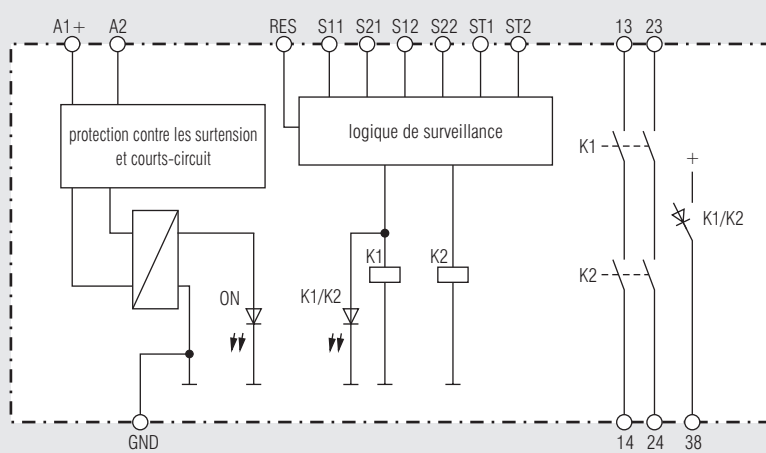 A1+ A2 RES S11 S21 S12 S22 ST1 ST2 13 23
protection contre les surtension
et courts-circuit
logique de surveillance
K1
+
K1/K2
K1 K2
K2
ON K1/K2
GND 14 24 38